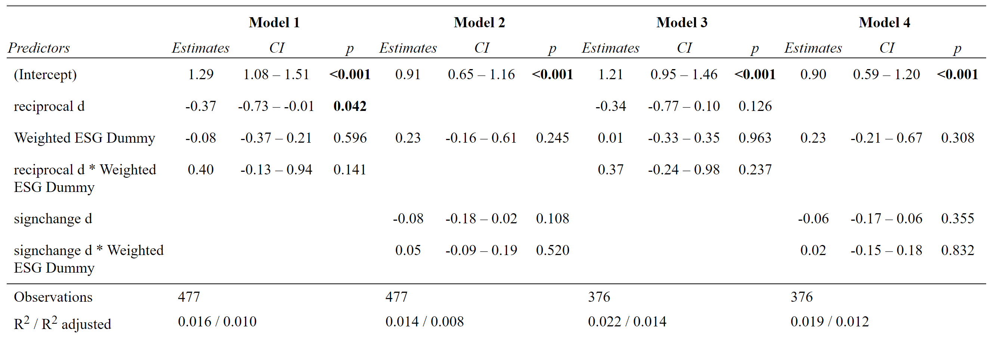 Model 1 Model 2 Model 3 Model 4
Predictors Estimates CI p Estimates CI p Estimates CI p Estimates CI p
(Intercept) 1.29 1.08 – 1.51 <0.001 0.91 0.65 – 1.16 <0.001 1.21 0.95 – 1.46 <0.001 0.90 0.59 – 1.20 <0.001
reciprocal d -0.37 -0.73 – -0.01 0.042 -0.34 -0.77 – 0.10 0.126
Weighted ESG Dummy -0.08 -0.37 – 0.21 0.596 0.23 -0.16 – 0.61 0.245 0.01 -0.33 – 0.35 0.963 0.23 -0.21 – 0.67 0.308
reciprocal d * Weighted 0.40 -0.13 – 0.94 0.141 0.37 -0.24 – 0.98 0.237
ESG Dummy
signchange d -0.08 -0.18 – 0.02 0.108 -0.06 -0.17 – 0.06 0.355
signchange d * Weighted 0.05 -0.09 – 0.19 0.520 0.02 -0.15 – 0.18 0.832
ESG Dummy
Observations 477 477 376 376
R² / R² adjusted 0.016 / 0.010 0.014 / 0.008 0.022 / 0.014 0.019 / 0.012